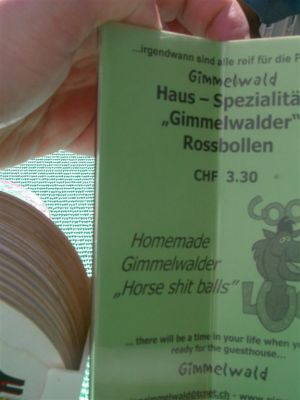 ...irgendwann sind alle reif für die
Gimmelwald
Haus – Spezialitä
„Gimmelwalder"
Rossbollen
CHF 3.30
Homemade
Gimmelwalder
„Horse shit balls"
... there will be a time in your life when
ready for the guesthouse...
Gimmelwald